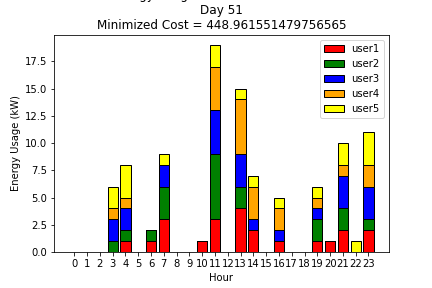 Day 51
Minimized Cost = 448.961551479756565
user1
user2
user3
user4
user5
Energy Usage (kW)
17.5
15.0
12.5
10.0
7.5
5.0
2.5
0.0
0 1 2 3 4 5 6 7 8 9 10 11 12 13 14 15 16 17 18 19 20 21 22 23
Hour